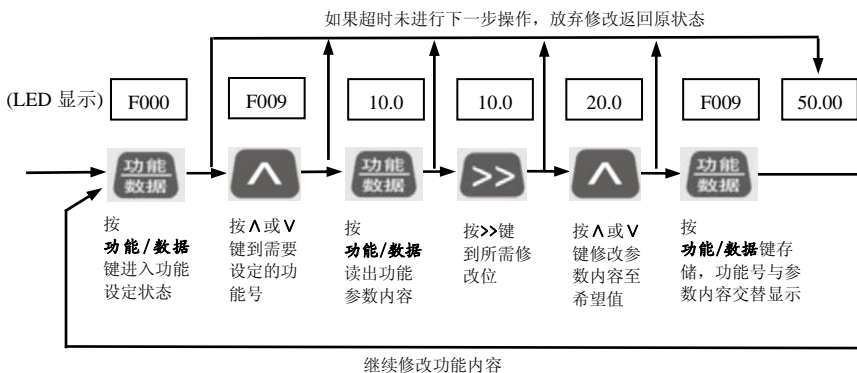 如果超时未进行下一步操作，放弃修改返回原状态
(LED 显示) F000 F009 10.0 10.0 20.0 F009 50.00
功能
数据
∧
功能
数据
>>
∧
功能
数据
按
功能/数据
键进入功能
设定状态
按∧或∨
键到需要
设定的功
能号
按
功能/数据
读出功能
参数内容
按>>键
到所需修
改位
按∧或∨
键修改参
数内容至
希望值
按
功能/数据键存
储，功能号与参
数内容交替显示
继续修改功能内容